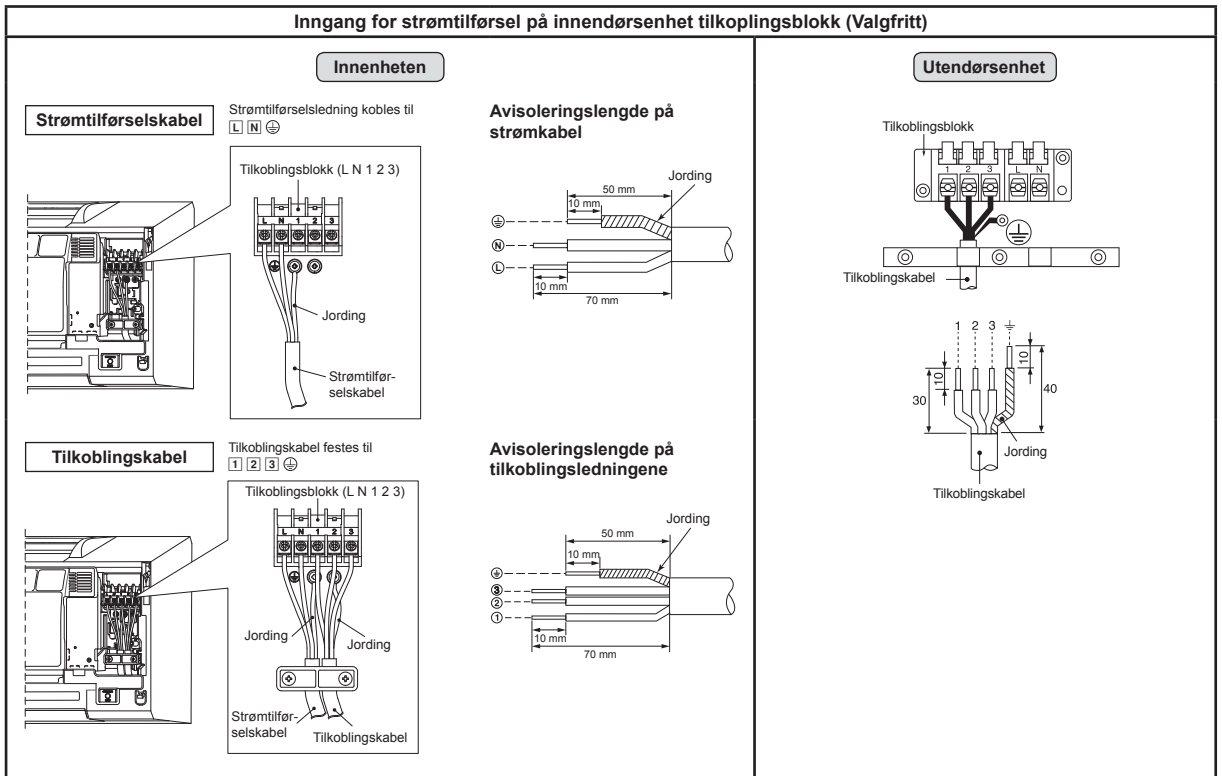 Inngang for strømtilførsel på innendørsenhet tilkoplingsblokk (Valgfritt)
Innenheten
Strømtilførselskabel
Strømtilførselsledning kobles til
L N
Tilkoblingsblokk (L N 1 2 3)
L N 1 2 3
Jording
Strømtilfør-
selskabel
Avisoleringslengde på
strømkabel
Jording
50 mm
10 mm
N
L
10 mm
70 mm
Tilkoblingskabel
Tilkoblingskabel festes til
1 2 3
Tilkoblingsblokk (L N 1 2 3)
L N 1 2 3
Jording
Jording
Strømtilfør-
selskabel
Tilkoblingskabel
Avisoleringslengde på
tilkoblingsledningene
Jording
50 mm
10 mm
3
2
1
10 mm
70 mm
Utendørsenhet
Tilkoblingsblokk
1 2 3 L N
Tilkoblingskabel
1 2 3
10
10
30
40
Jording
Tilkoblingskabel